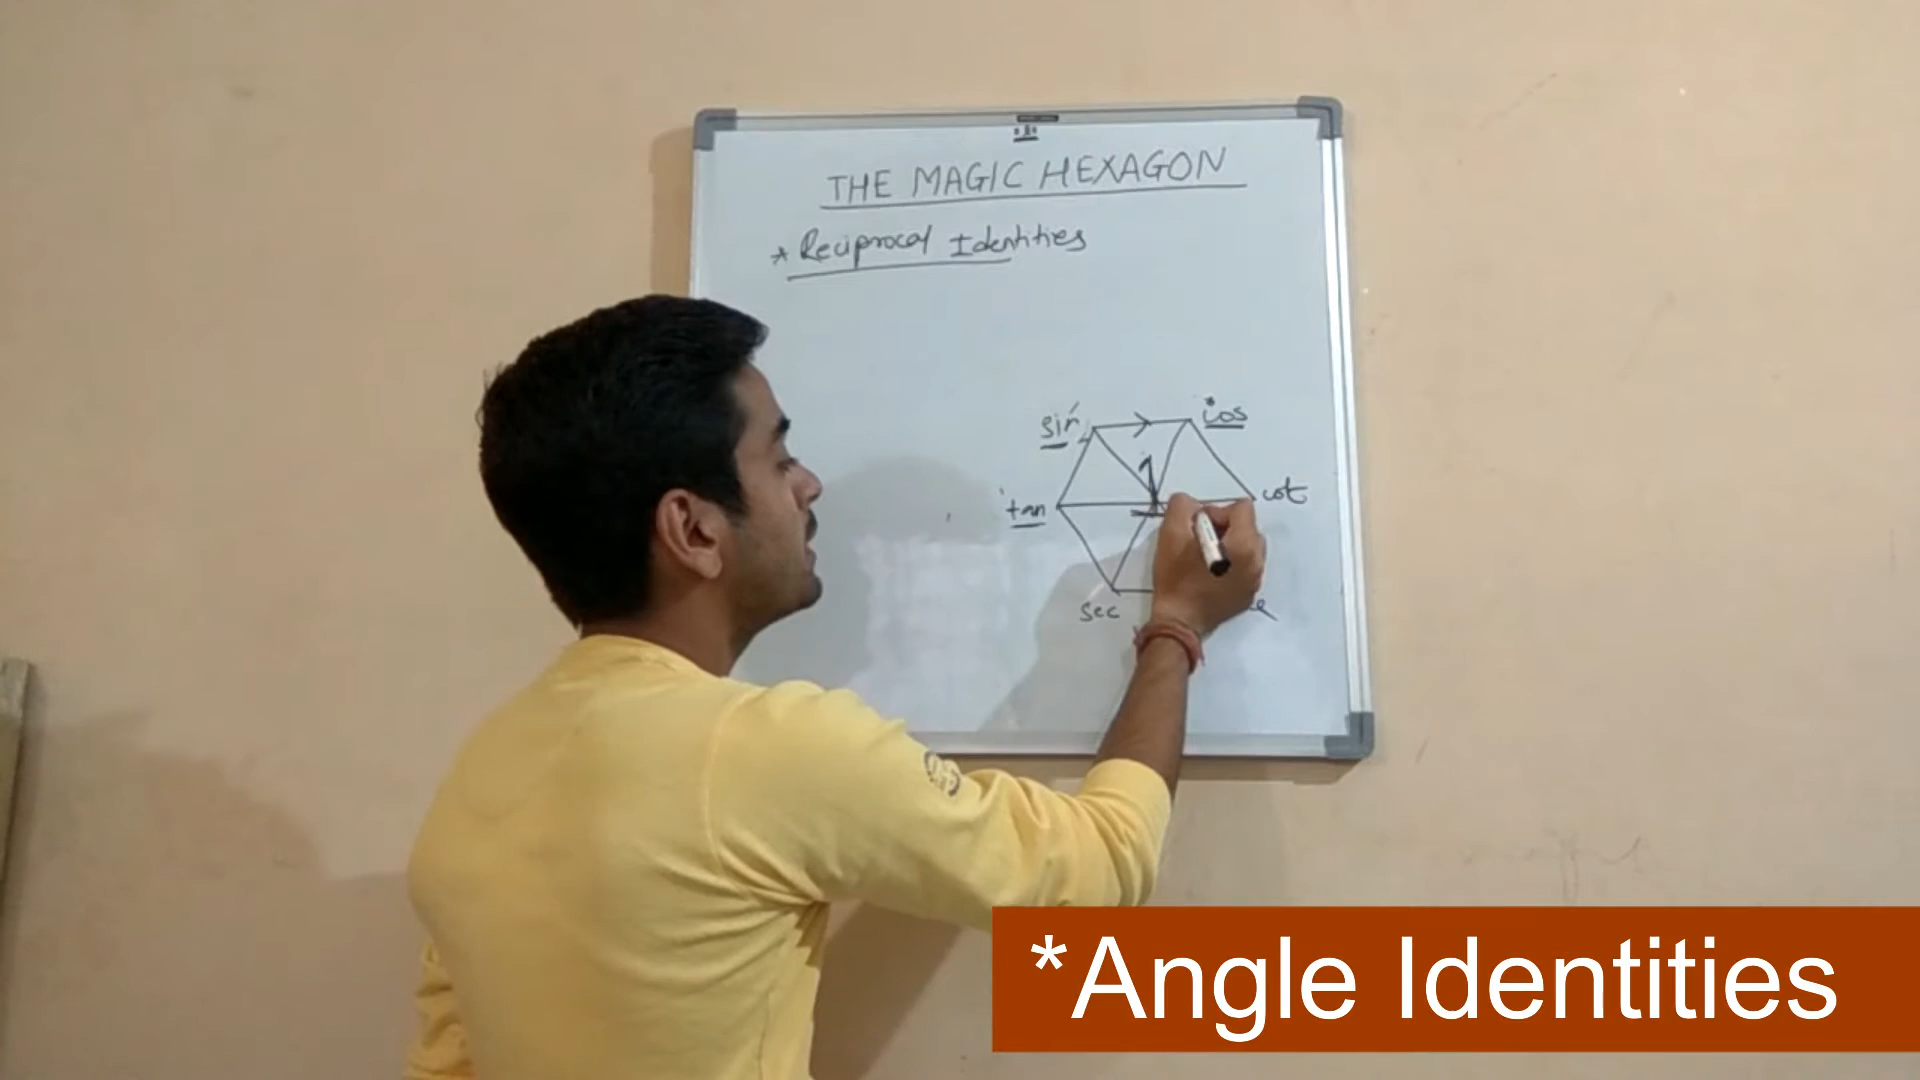 THE MAGIC HEXAGON
* Reciprocal Identities
sin cos
tan 1 cot
sec
*Angle Identities